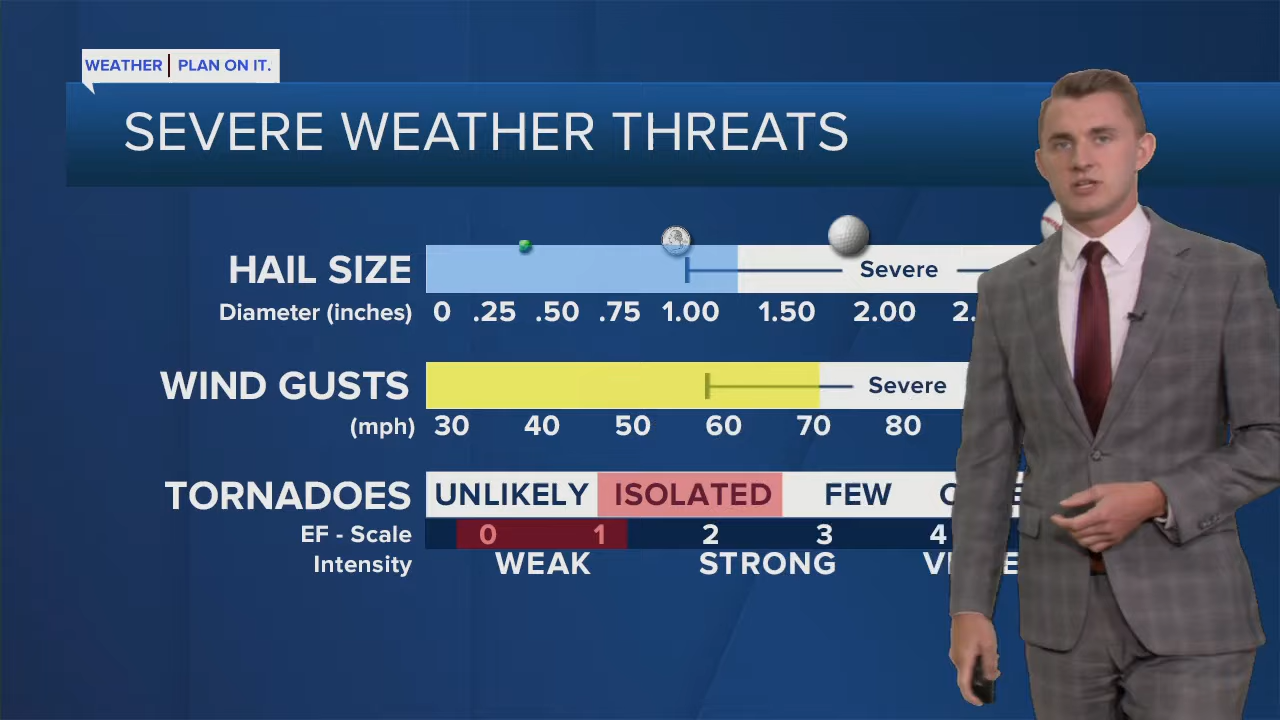 WEATHER | PLAN ON IT.
SEVERE WEATHER THREATS
HAIL SIZE Severe
Diameter (inches) 0 .25 .50 .75 1.00 1.50 2.00
WIND GUSTS Severe
(mph) 30 40 50 60 70 80
TORNADOES UNLIKELY ISOLATED FEW
EF - Scale 0 1 2 3 4
Intensity WEAK STRONG